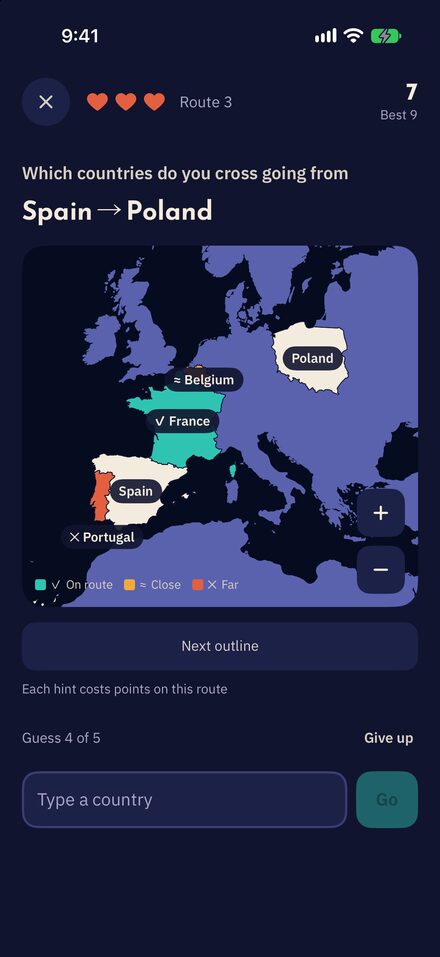 9:41
Route 3
7
Best 9
Which countries do you cross going from
Spain → Poland
Poland
≈ Belgium
✓ France
Spain
× Portugal
✓ On route ≈ Close × Far
+
−
Next outline
Each hint costs points on this route
Guess 4 of 5
Give up
Type a country
Go